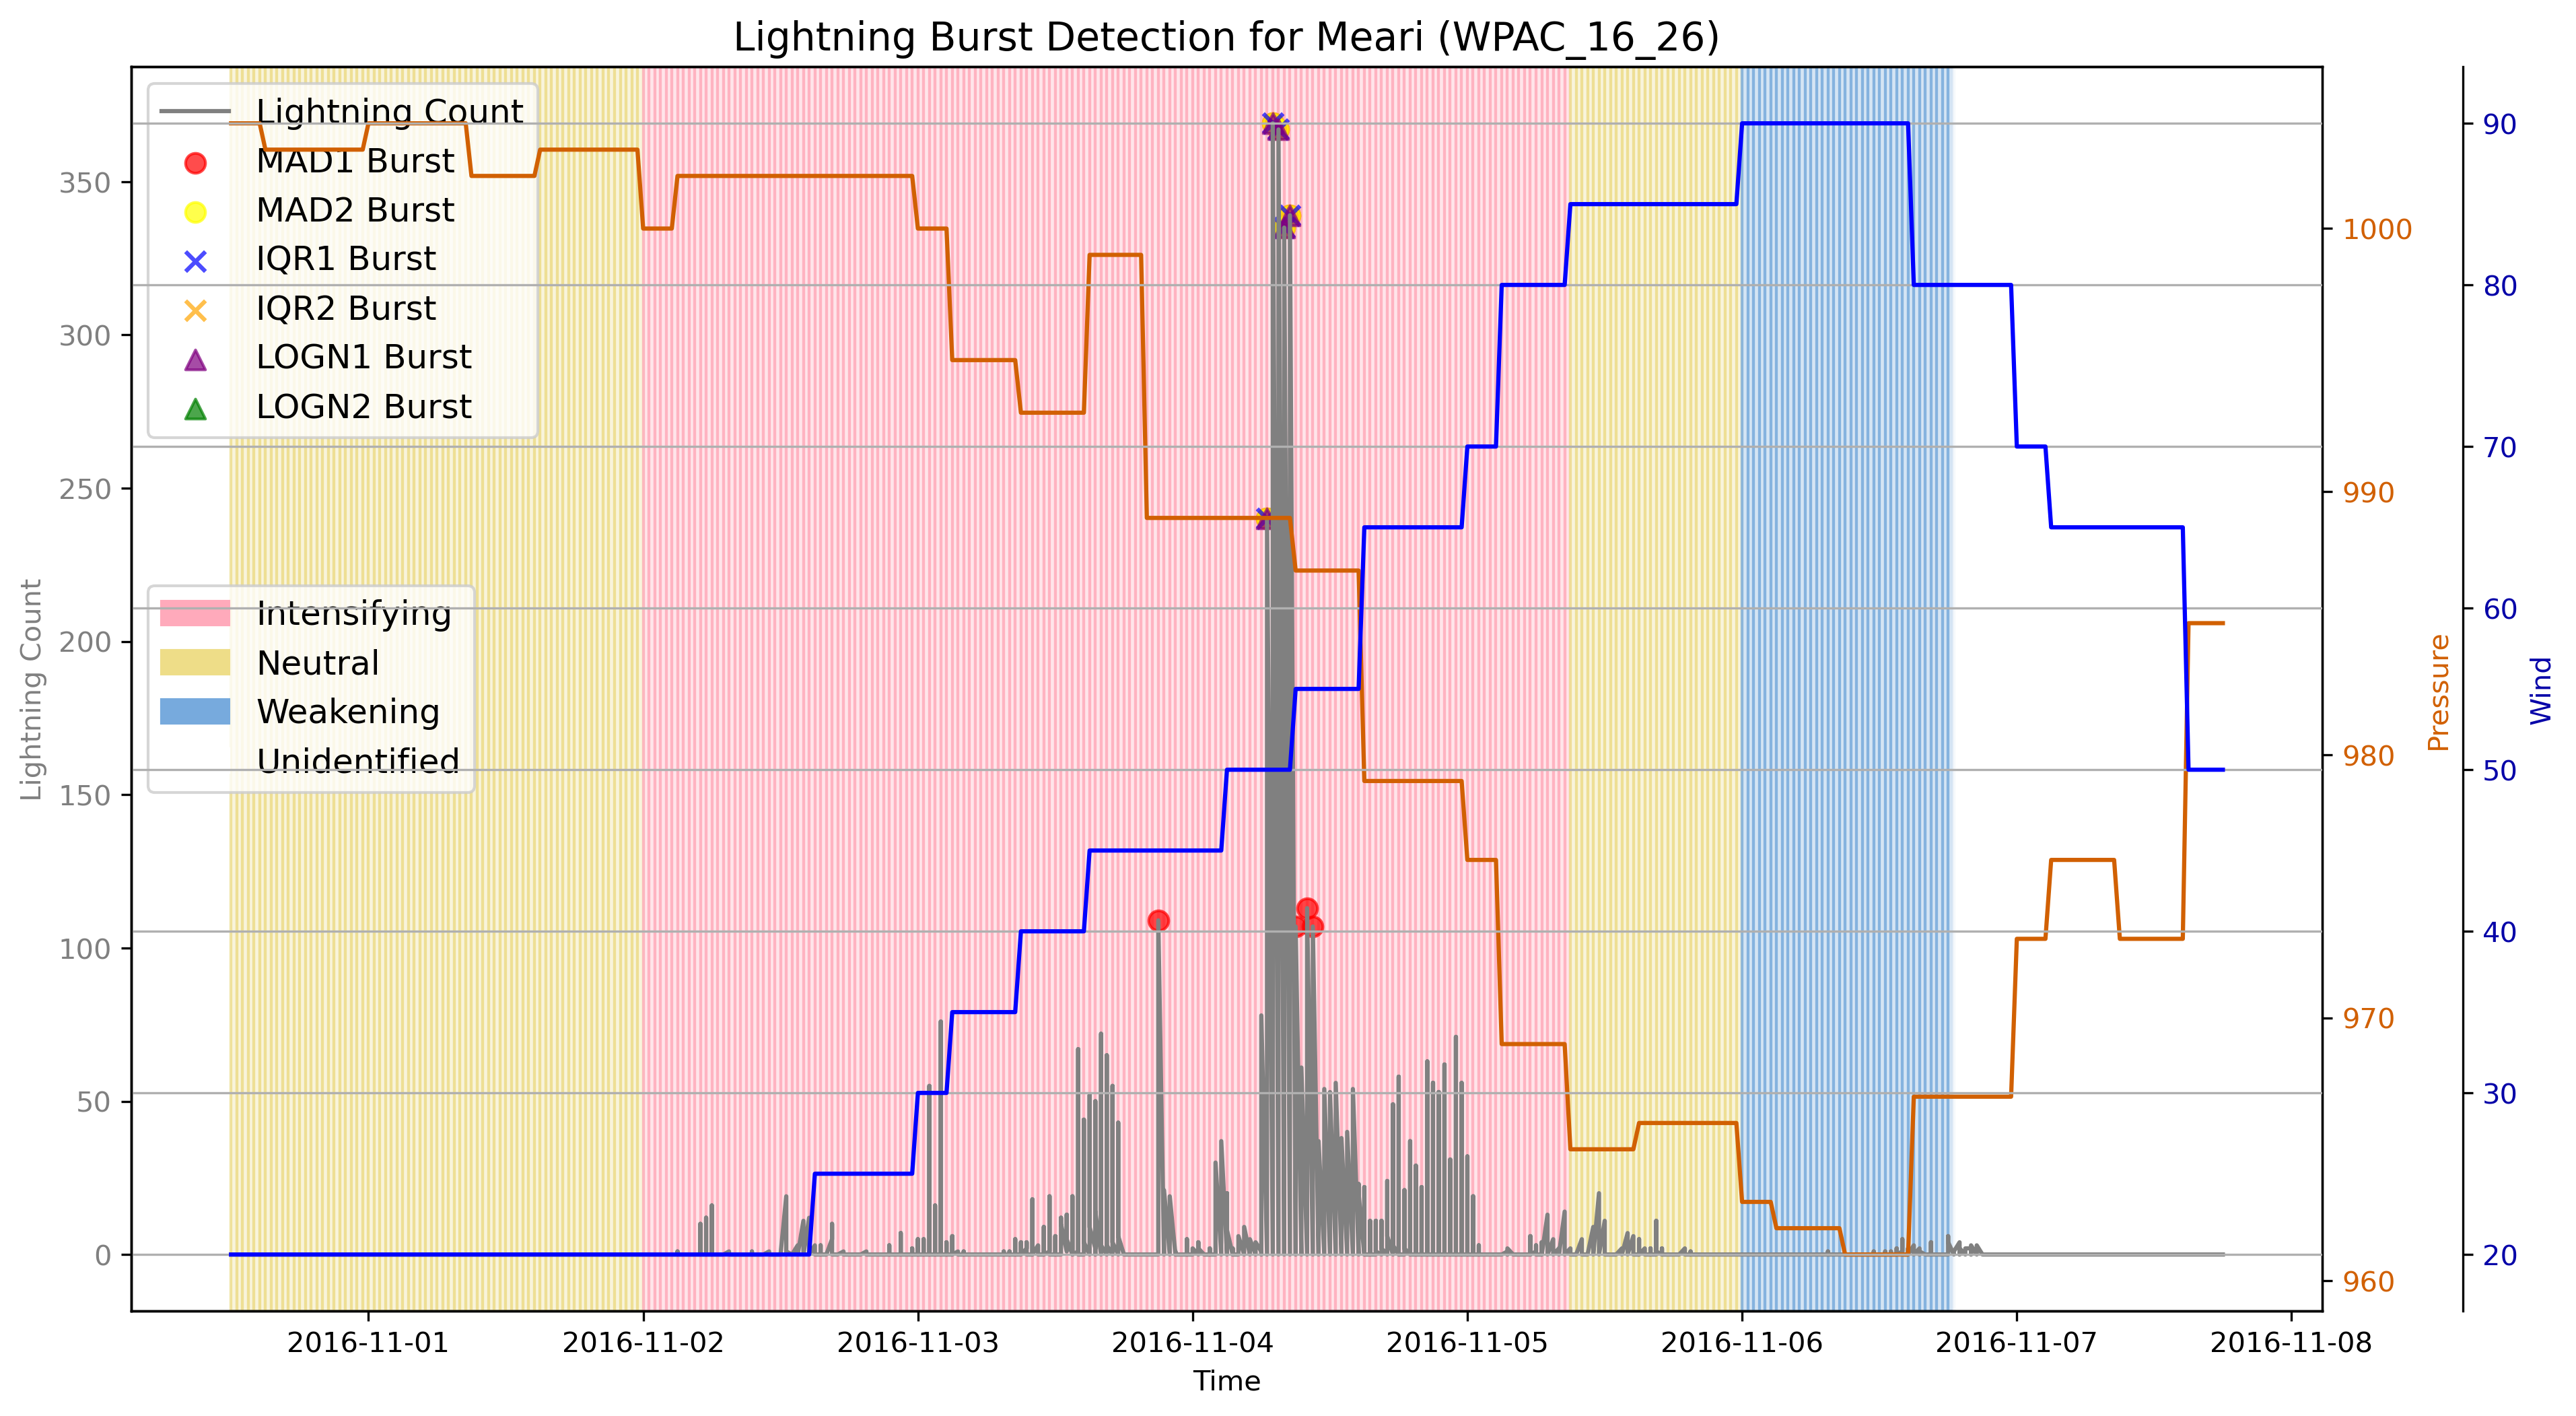 Lightning Burst Detection for Meari (WPAC_16_26)
Lightning Count
MAD1 Burst
MAD2 Burst
IQR1 Burst
IQR2 Burst
LOGN1 Burst
LOGN2 Burst
Intensifying
Neutral
Weakening
Unidentified
Lightning Count
350
300
250
200
150
100
50
0
1000
990
980
970
960
Pressure
90
80
70
60
50
40
30
20
Wind
2016-11-01
2016-11-02
2016-11-03
2016-11-04
2016-11-05
2016-11-06
2016-11-07
2016-11-08
Time